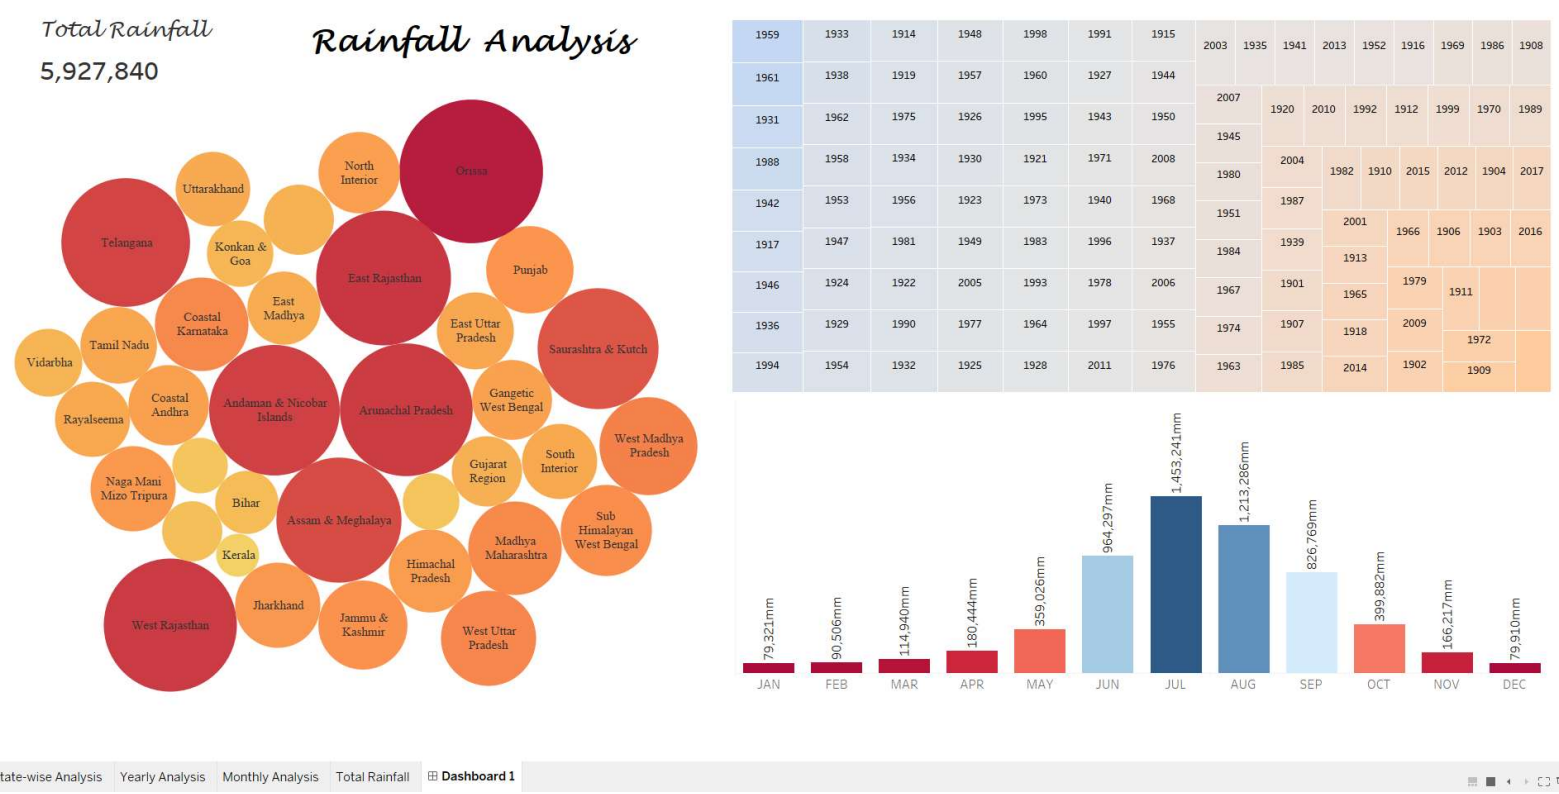 Total Rainfall
5,927,840
Rainfall Analysis
Orissa
North
Interior
Uttarakhand
Telangana
Konkan &
Goa
East Rajasthan
Punjab
East
Madhya
Coastal
Karnataka
East Uttar
Pradesh
Saurashtra & Kutch
Tamil Nadu
Vidarbha
Gangetic
West Bengal
Coastal
Andhra
Andaman & Nicobar
Islands
Arunachal Pradesh
Rayalseema
West Madhya
Pradesh
South
Interior
Gujarat
Region
Naga Mani
Mizo Tripura
Bihar
Assam & Meghalaya
Sub
Himalayan
West Bengal
Madhya
Maharashtra
Kerala
Himachal
Pradesh
Jharkhand
Jammu &
Kashmir
West Rajasthan
West Uttar
Pradesh
1959
1961
1931
1988
1942
1917
1946
1936
1994
1933
1938
1962
1958
1953
1947
1924
1929
1954
1914
1919
1975
1934
1956
1981
1922
1990
1932
1948
1957
1926
1930
1923
1949
2005
1977
1925
1998
1960
1995
1921
1973
1983
1993
1964
1928
1991
1927
1943
1971
1940
1996
1978
1997
2011
1915
1944
1950
2008
1968
1937
2006
1955
1976
2003 1935 1941 2013 1952 1916 1969 1986 1908
2007
1945
1980
1951
1984
1967
1974
1963
1920 2010 1992 1912 1999 1970 1989
2004
1987
1939
1901
1907
1985
1982 1910 2015 2012 1904 2017
2001
1913
1965
1918
2014
1966 1906 1903 2016
1979
2009
1902
1911
1972
1909
79,321mm
90,506mm
114,940mm
180,444mm
359,026mm
964,297mm
1,453,241mm
1,213,286mm
826,769mm
399,882mm
166,217mm
79,910mm
JAN FEB MAR APR MAY JUN JUL AUG SEP OCT NOV DEC
tate-wise Analysis Yearly Analysis Monthly Analysis Total Rainfall Dashboard 1